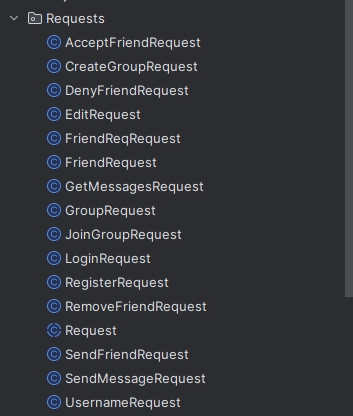 Requests
AcceptFriendRequest
CreateGroupRequest
DenyFriendRequest
EditRequest
FriendReqRequest
FriendRequest
GetMessagesRequest
GroupRequest
JoinGroupRequest
LoginRequest
RegisterRequest
RemoveFriendRequest
Request
SendFriendRequest
SendMessageRequest
UsernameRequest